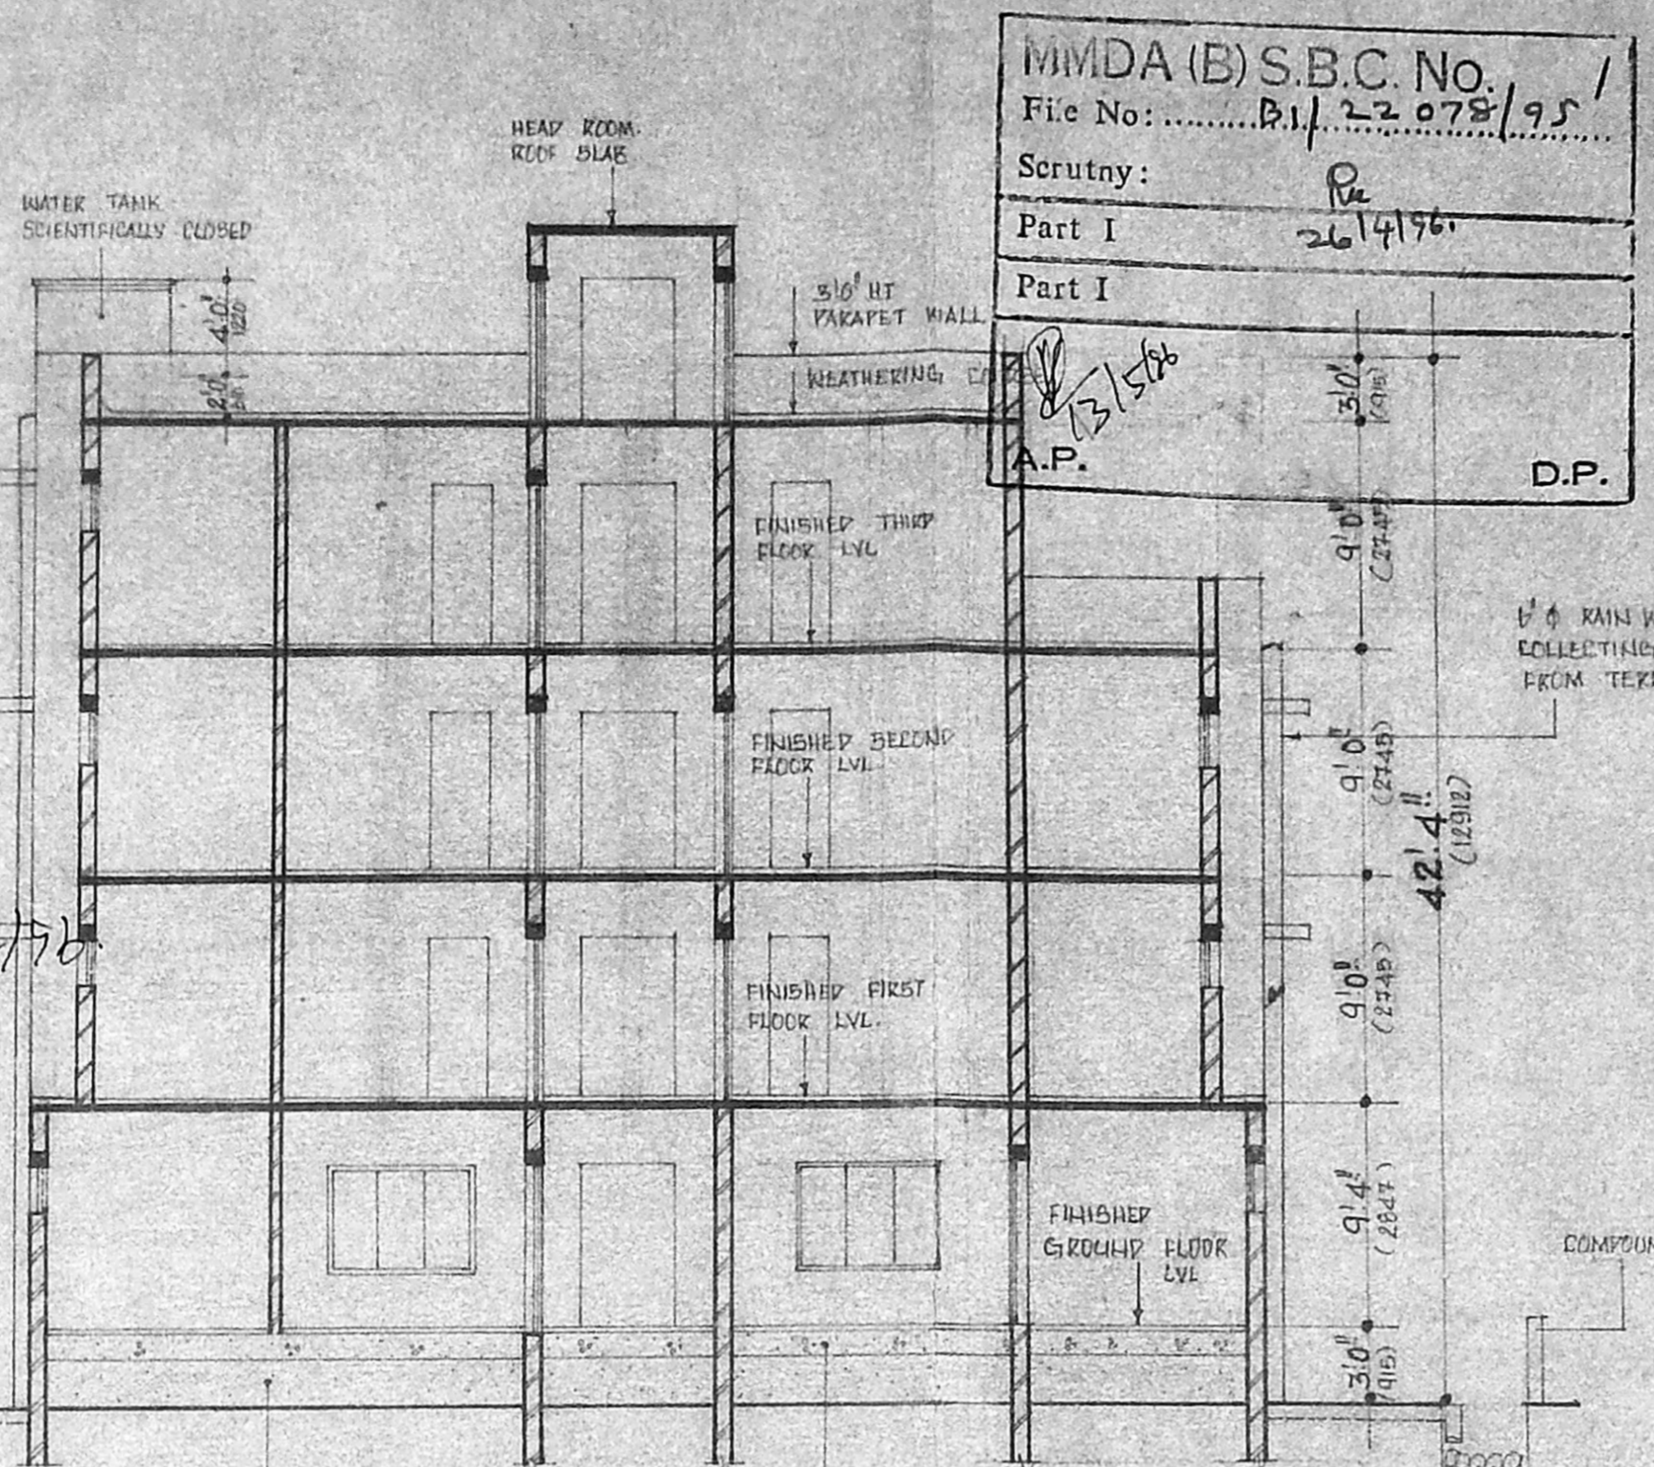 MMDA (B) S.B.C. No. /
File No: ......... B1/22078/95
Scrutny:
Part I 26/4/96.
Part I
13/5/96
A.P. D.P.
HEAD ROOM.
ROOF SLAB
WATER TANK
SCIENTIFICALLY CLOSED
4'0"
1220
2'0"
3'0" HT
PARAPET WALL
WEATHERING
3'0"
(915)
FINISHED THIRD
FLOOR LVL
9'0"
(2745)
6" φ RAIN
COLLECTING
FROM
FINISHED SECOND
FLOOR LVL
9'0"
(2745)
42'.4"
(12912)
FINISHED FIRST
FLOOR LVL.
9'0"
(2745)
FINISHED
GROUND FLOOR
LVL
9'4"
(2847)
3'0"
(915)